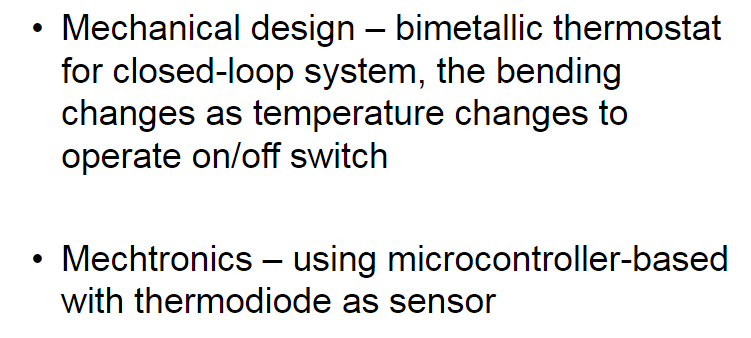 • Mechanical design – bimetallic thermostat
for closed-loop system, the bending
changes as temperature changes to
operate on/off switch
• Mechtronics – using microcontroller-based
with thermodiode as sensor